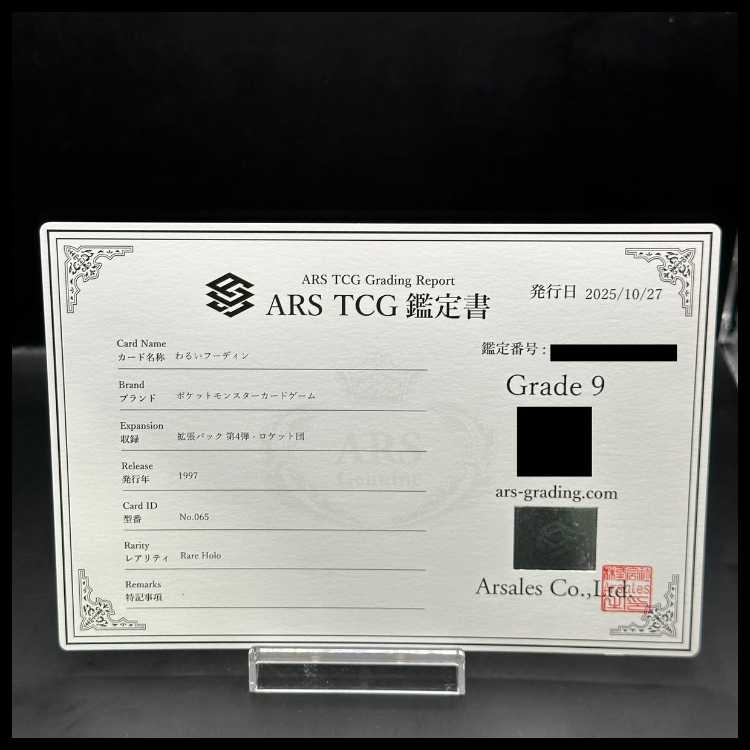 ARS TCG Grading Report
ARS TCG 鑑定書
発行日 2025/10/27
Card Name
カード名称 わるいフーディン
Brand
ブランド ポケットモンスターカードゲーム
Expansion
収録 拡張パック 第4弾 - ロケット団
Release
発行年 1997
Card ID
型番 No.065
Rarity
レアリティ Rare Holo
Remarks
特記事項
ARS
Genuine
鑑定番号 :
Grade 9
ars-grading.com
Arsales Co.,Ltd.